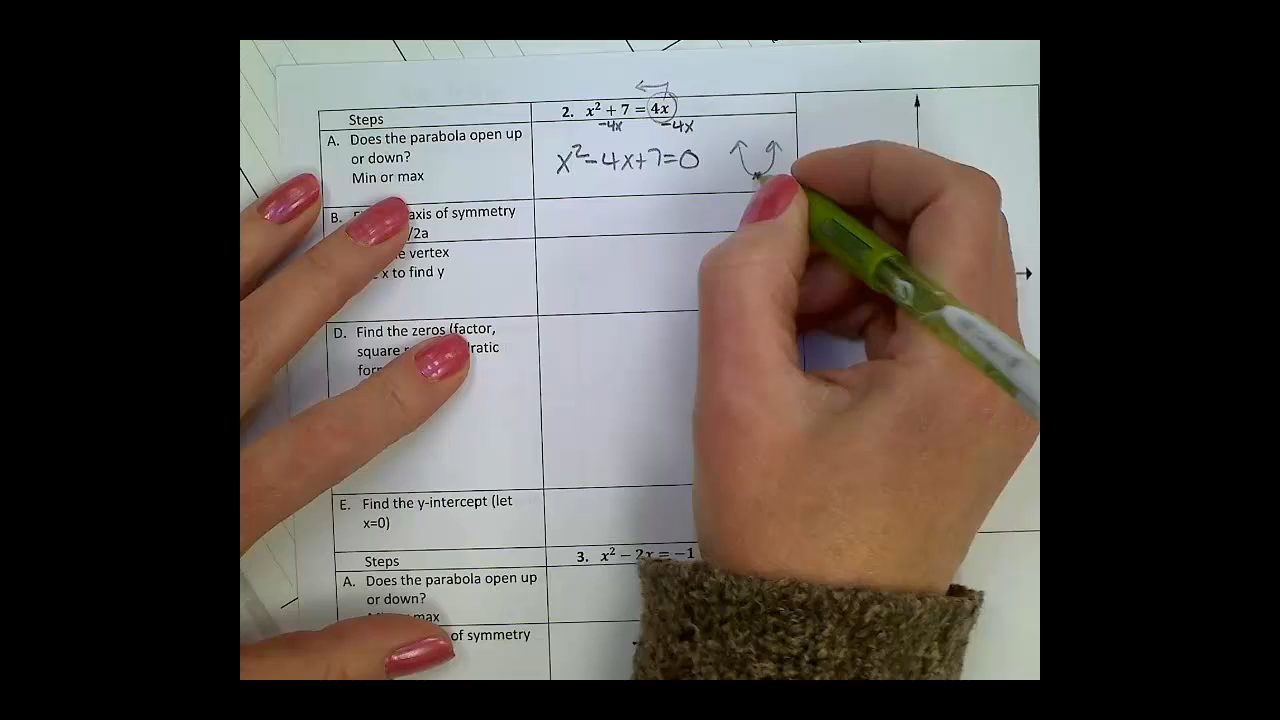 Steps
2. x² + 7 = 4x
-4x -4x
A. Does the parabola open up
or down?
Min or max
x²-4x+7=0
B. axis of symmetry
/2a
vertex
x to find y
D. Find the zeros (factor,
square
E. Find the y-intercept (let
x=0)
Steps
3. x² − 2x = −1
A. Does the parabola open up
or down?
max
of symmetry